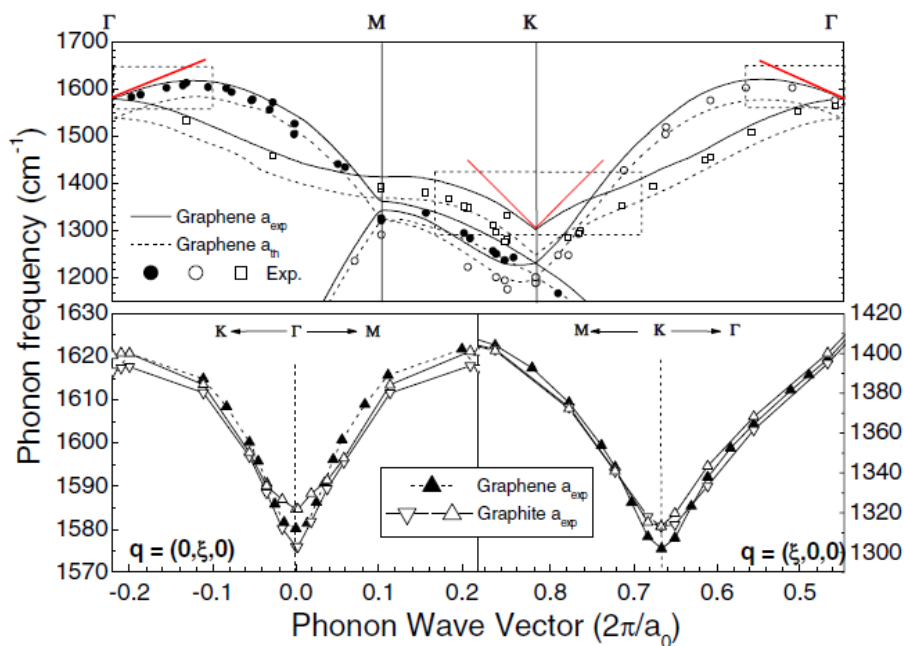 Γ M K Γ
1700
1600
1500
1400
1300
1200
Graphene a_exp
Graphene a_th
Exp.
Phonon frequency (cm⁻¹)
1630
1620
1610
1600
1590
1580
1570
K Γ M
M K Γ
1420
1400
1380
1360
1340
1320
1300
Graphene a_exp
Graphite a_exp
q = (0,ξ,0)
q = (ξ,0,0)
-0.2 -0.1 0.0 0.1 0.2 0.8 0.7 0.6 0.5
Phonon Wave Vector (2π/a₀)